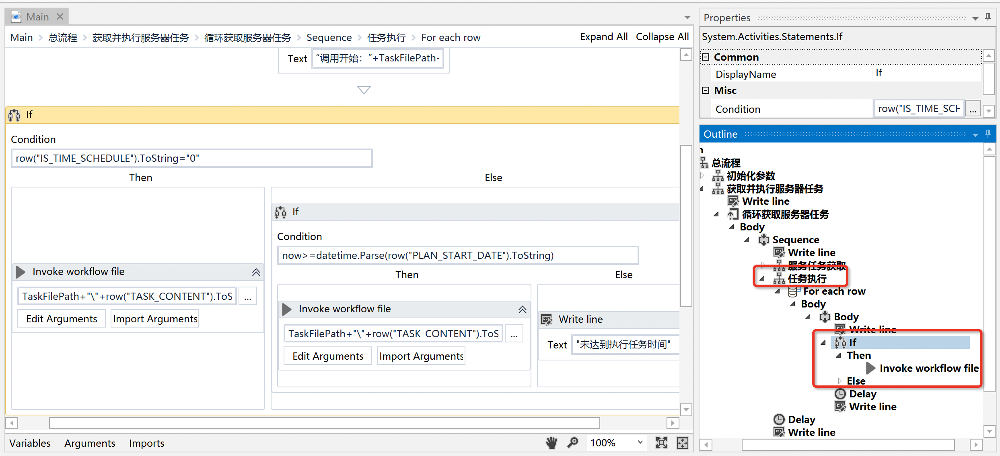 Main
Main 总流程 获取并执行服务器任务 循环获取服务器任务 Sequence 任务执行 For each row Expand All Collapse All
Text “调用开始：”+TaskFilePath-
If
Condition
row("IS_TIME_SCHEDULE").ToString="0"
Then Else
If
Condition
now>=datetime.Parse(row("PLAN_START_DATE").ToString)
Then Else
Invoke workflow file
TaskFilePath+"\"+row("TASK_CONTENT").ToS ...
Edit Arguments Import Arguments
Invoke workflow file
TaskFilePath+"\"+row("TASK_CONTENT").ToS ...
Edit Arguments Import Arguments
Write line
Text "未达到执行任务时间"
Variables Arguments Imports 100%
Properties
System.Activities.Statements.If
Common
DisplayName If
Misc
Condition row("IS_TIME_SCH ...
Outline
总流程
初始化参数
获取并执行服务器任务
Write line
循环获取服务器任务
Body
Sequence
Write line
服务任务获取
任务执行
For each row
Body
Body
Write line
If
Then
Invoke workflow file
Else
Delay
Write line
Delay
Write line